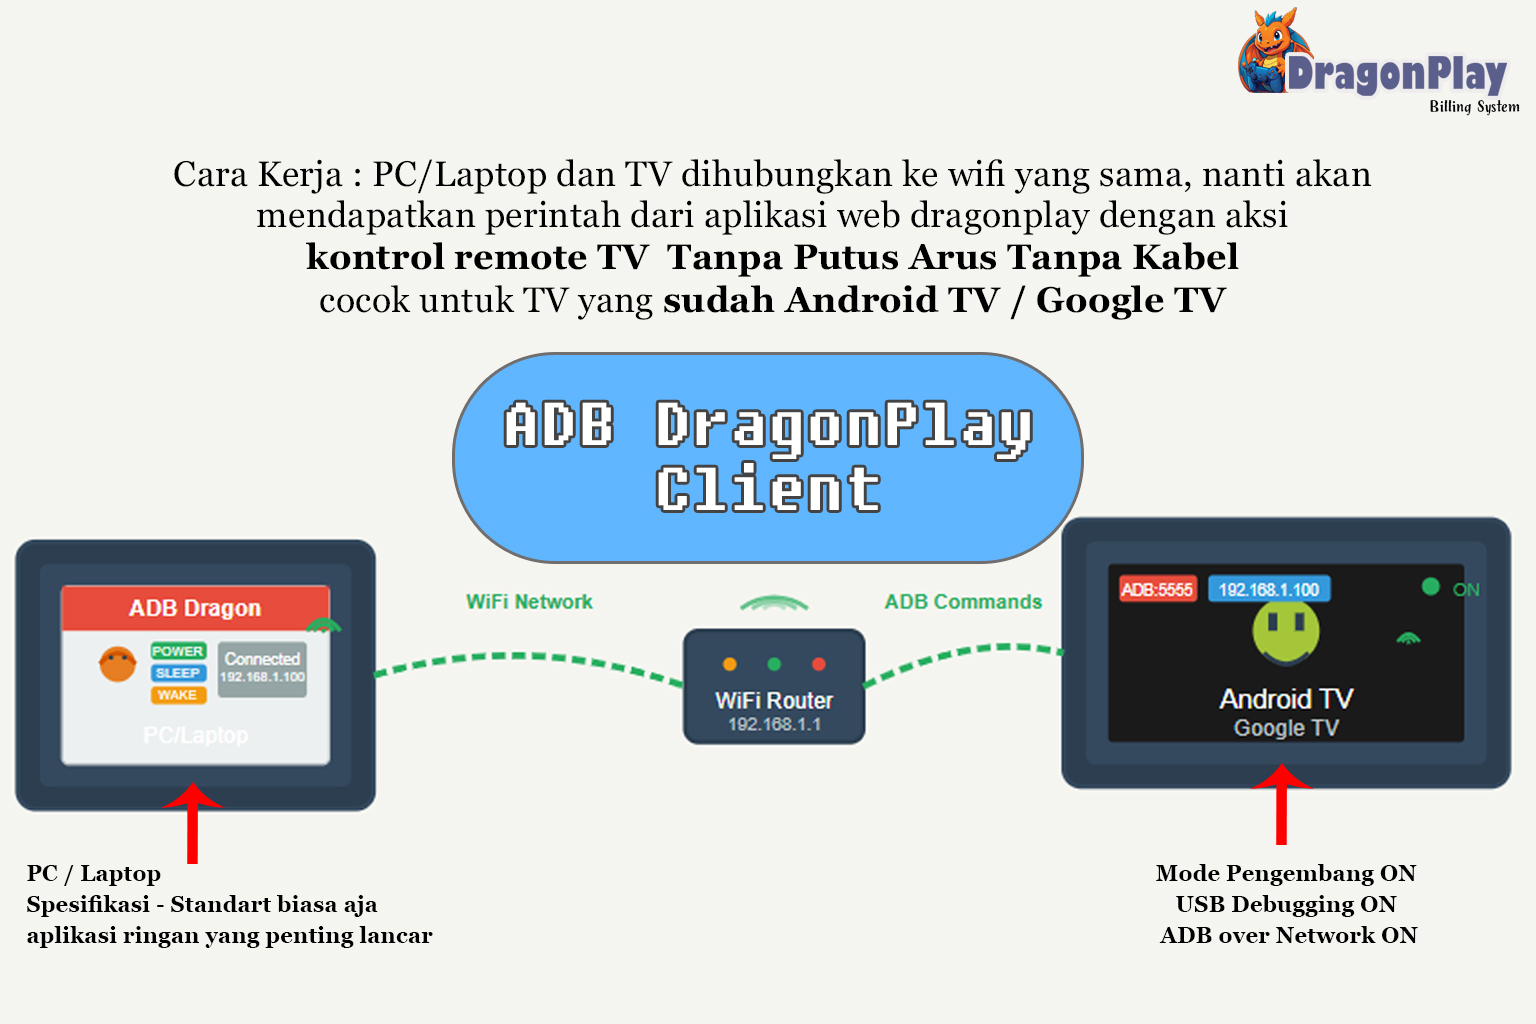 DragonPlay
Billing System
Cara Kerja : PC/Laptop dan TV dihubungkan ke wifi yang sama, nanti akan
mendapatkan perintah dari aplikasi web dragonplay dengan aksi
kontrol remote TV  Tanpa Putus Arus Tanpa Kabel
cocok untuk TV yang sudah Android TV / Google TV
ADB DragonPlay
Client
ADB Dragon
POWER
SLEEP
WAKE
Connected
192.168.1.100
PC/Laptop
WiFi Network
WiFi Router
192.168.1.1
ADB Commands
ADB:5555
192.168.1.100
ON
Android TV
Google TV
PC / Laptop
Spesifikasi - Standart biasa aja
aplikasi ringan yang penting lancar
Mode Pengembang ON
USB Debugging ON
ADB over Network ON